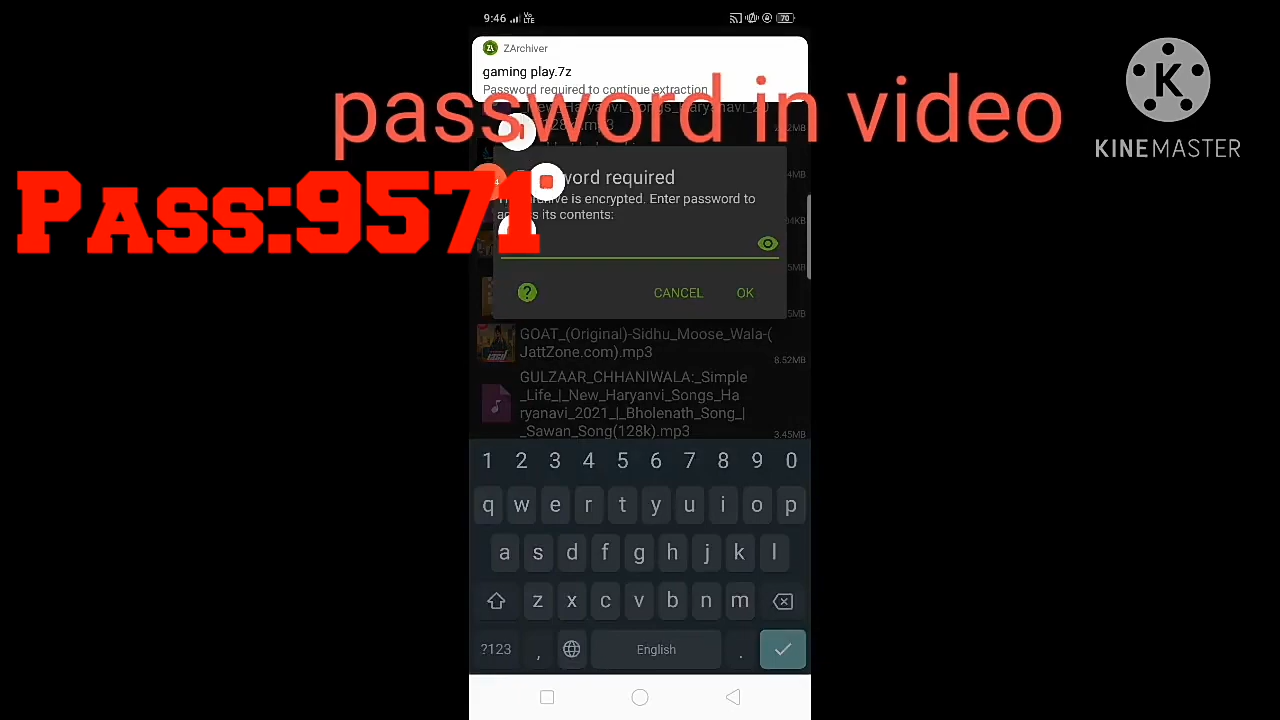 9:46
Vo LTE
70
ZArchiver
gaming play.7z
Password required to continue extraction
password in video
KINEMASTER
Pass:9571
required
is encrypted. Enter password to
its contents:
CANCEL OK
GOAT_(Original)-Sidhu_Moose_Wala-(
JattZone.com).mp3
8.52MB
GULZAAR_CHHANIWALA:_Simple
_Life_|_New_Haryanvi_Songs_Ha
ryanavi_2021_|_Bholenath_Song_|
_Sawan_Song(128k).mp3
3.45MB
1 2 3 4 5 6 7 8 9 0
q w e r t y u i o p
a s d f g h j k l
z x c v b n m
?123 , English .